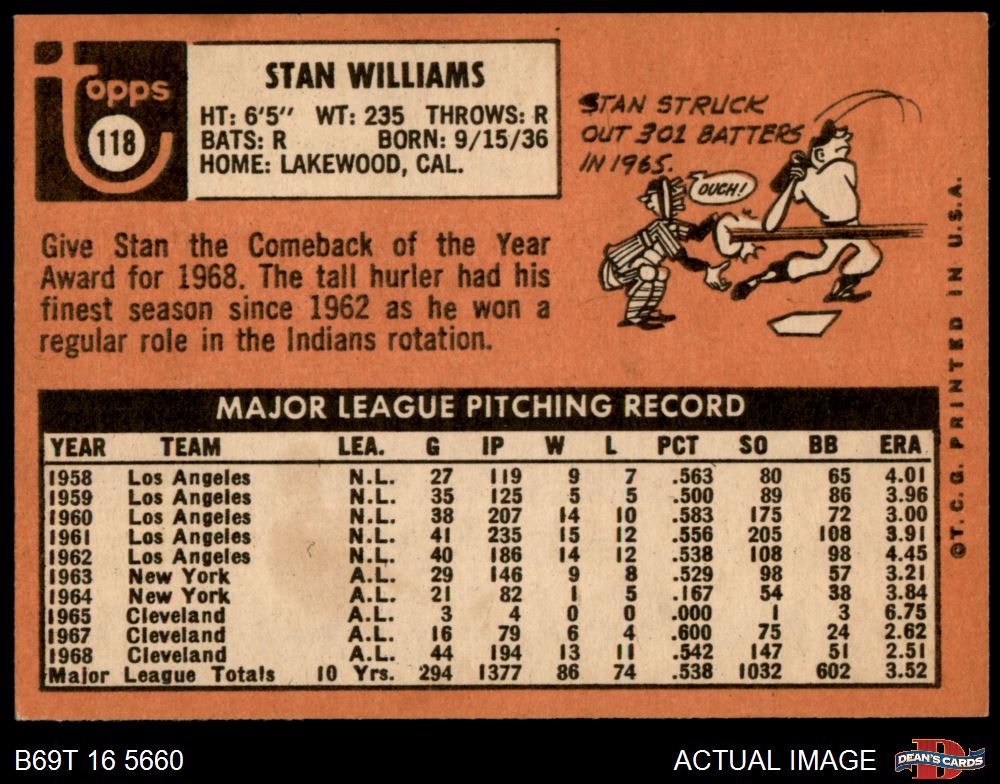 topps
118
STAN WILLIAMS
HT: 6'5" WT: 235 THROWS: R
BATS: R BORN: 9/15/36
HOME: LAKEWOOD, CAL.
STAN STRUCK
OUT 301 BATTERS
IN 1965.
OUCH!
Give Stan the Comeback of the Year
Award for 1968. The tall hurler had his
finest season since 1962 as he won a
regular role in the Indians rotation.
MAJOR LEAGUE PITCHING RECORD
YEAR TEAM LEA. G IP W L PCT SO BB ERA
1958 Los Angeles N.L. 27 119 9 7 .563 80 65 4.01
1959 Los Angeles N.L. 35 125 5 5 .500 89 86 3.96
1960 Los Angeles N.L. 38 207 14 10 .583 175 72 3.00
1961 Los Angeles N.L. 41 235 15 12 .556 205 108 3.91
1962 Los Angeles N.L. 40 186 14 12 .538 108 98 4.45
1963 New York A.L. 29 146 9 8 .529 98 57 3.21
1964 New York A.L. 21 82 1 5 .167 54 38 3.84
1965 Cleveland A.L. 3 4 0 0 .000 1 3 6.75
1967 Cleveland A.L. 16 79 6 4 .600 75 24 2.62
1968 Cleveland A.L. 44 194 13 11 .542 147 51 2.51
Major League Totals 10 Yrs. 294 1377 86 74 .538 1032 602 3.52
©T.C.G. PRINTED IN U.S.A.
B69T 16 5660
ACTUAL IMAGE
DEAN'S CARDS